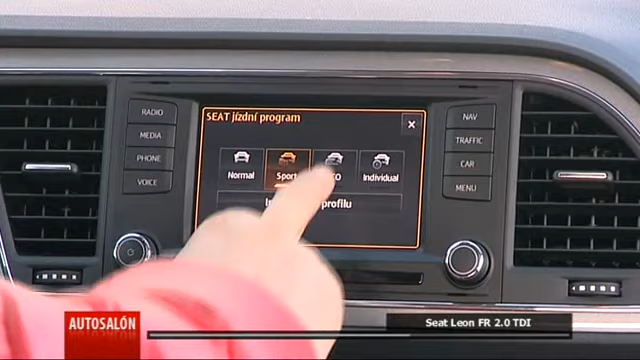 RADIO
MEDIA
PHONE
VOICE
SEAT jízdní program
×
Normal
Sport
Individual
profilu
NAV
TRAFFIC
CAR
MENU
AUTOSALÓN
Seat Leon FR 2.0 TDI